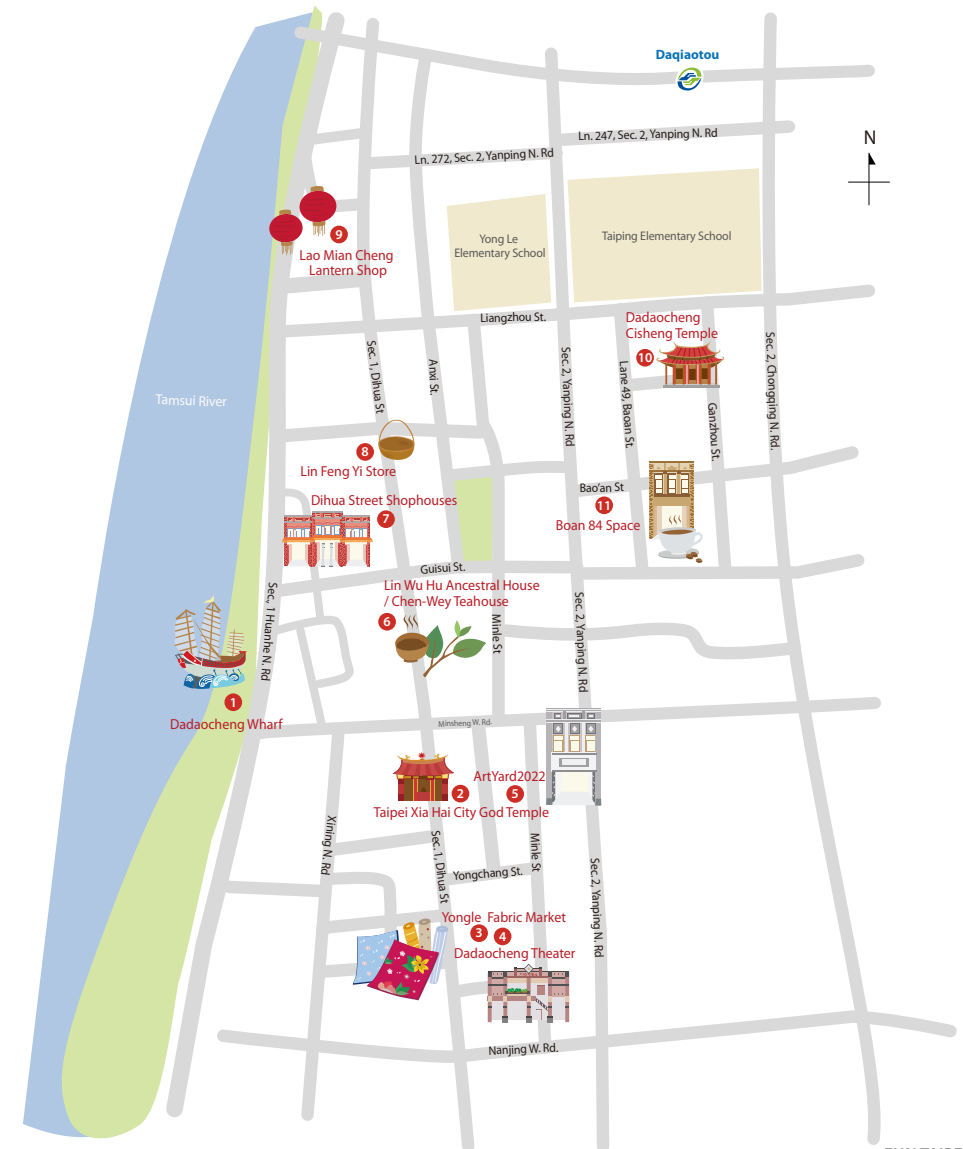 Daqiaotou
N
Ln. 247, Sec. 2, Yanping N. Rd
Ln. 272, Sec. 2, Yanping N. Rd
Yong Le
Elementary School
Taiping Elementary School
9
Lao Mian Cheng
Lantern Shop
Liangzhou St.
Dadaocheng
Cisheng Temple
10
Sec. 1, Dihua St
Anxi St.
Sec. 2, Yanping N. Rd
Lane 49, Baoan St.
Ganzhou St.
Sec. 2, Chongqing N. Rd.
Tamsui River
8
Lin Feng Yi Store
Bao'an St
11
Boan 84 Space
Dihua Street Shophouses
7
Guisui St.
Lin Wu Hu Ancestral House
/ Chen-Wey Teahouse
6
Sec, 1 Huanhe N. Rd
Minle St
Sec. 2, Yanping N. Rd
1
Dadaocheng Wharf
Minsheng W. Rd.
ArtYard2022
2
5
Taipei Xia Hai City God Temple
Xining N. Rd
Sec. 1, Dihua St
Minle St
Sec. 2, Yanping N. Rd
Yongchang St.
Yongle Fabric Market
3
4
Dadaocheng Theater
Nanjing W. Rd.